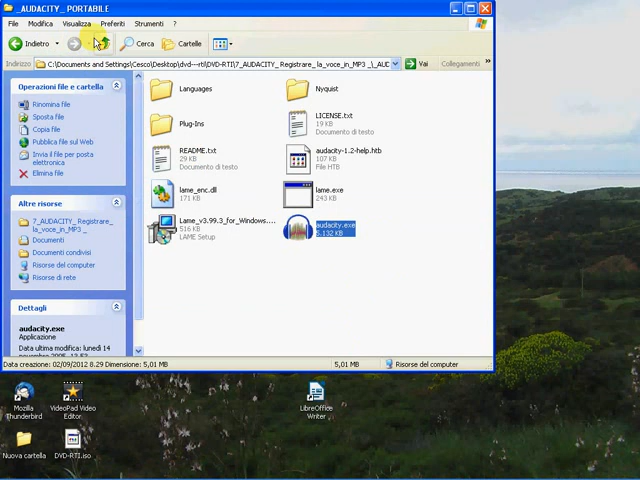 _AUDACITY_ PORTABILE
File Modifica Visualizza Preferiti Strumenti ?
Indietro Cerca Cartelle
Indirizzo C:\Documents and Settings\Cesco\Desktop\dvd---rti\DVD-RTI\7_AUDACITY_ Registrare_ la_voce_in_MP3 _\_AUD Vai Collegamenti »
Operazioni file e cartella
Rinomina file
Sposta file
Copia file
Pubblica file sul Web
Invia il file per posta
elettronica
Elimina file
Altre risorse
7_AUDACITY_ Registrare_
la_voce_in_MP3 _
Documenti
Documenti condivisi
Risorse del computer
Risorse di rete
Dettagli
audacity.exe
Applicazione
Data ultima modifica: lunedì 14
Languages
Nyquist
Plug-Ins
LICENSE.txt
19 KB
Documento di testo
README.txt
29 KB
Documento di testo
audacity-1.2-help.htb
107 KB
File HTB
lame_enc.dll
171 KB
lame.exe
243 KB
Lame_v3.99.3_for_Windows....
516 KB
LAME Setup
audacity.exe
5.132 KB
Data creazione: 02/09/2012 8.29 Dimensione: 5,01 MB 5,01 MB Risorse del computer
Mozilla
Thunderbird
VideoPad Video
Editor
LibreOffice
Writer
Nuova cartella
DVD-RTI.iso